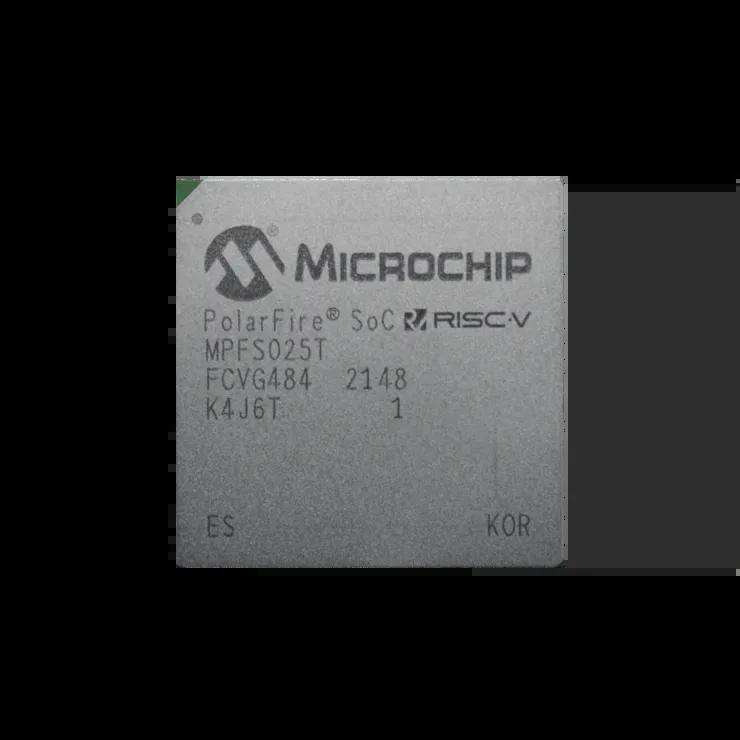 ® MICROCHIP
PolarFire® SoC RISC-V
MPFS025T
FCVG484 2148
K4J6T 1
ES KOR